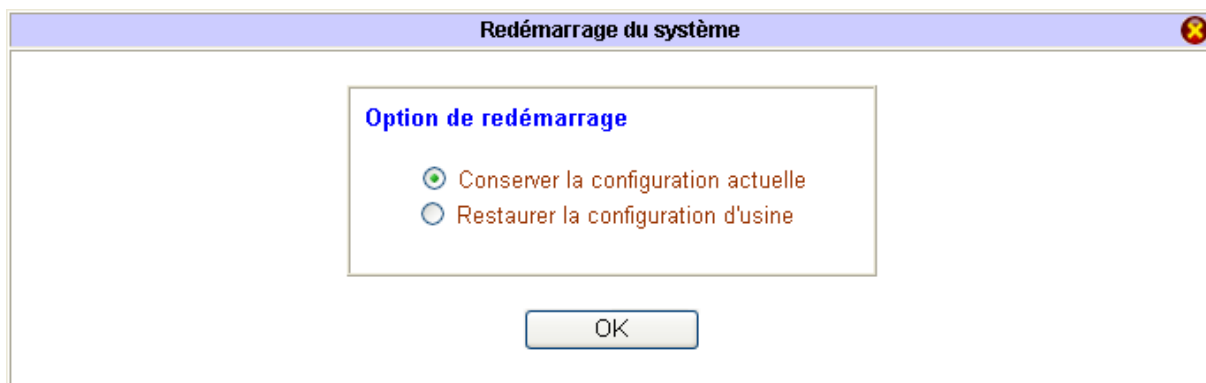 Redémarrage du système
Option de redémarrage
Conserver la configuration actuelle
Restaurer la configuration d'usine
OK